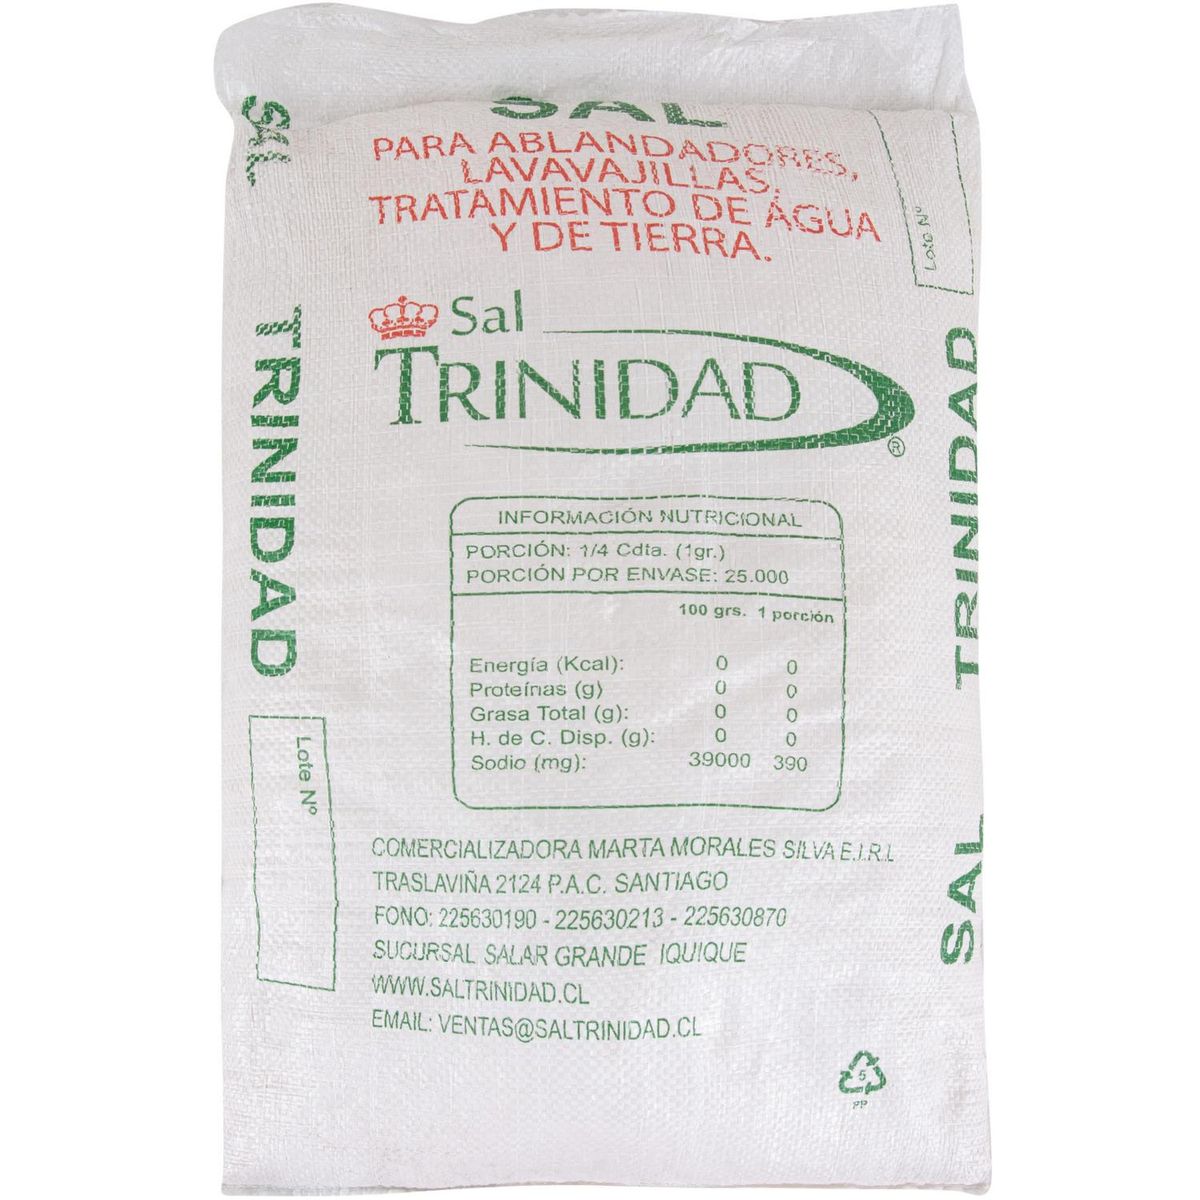 SAL
PARA ABLANDADORES,
LAVAVAJILLAS,
TRATAMIENTO DE ÁGUA
Y DE TIERRA.
Sal
TRINIDAD
®
INFORMACIÓN NUTRICIONAL
PORCIÓN: 1/4 Cdta. (1gr.)
PORCIÓN POR ENVASE: 25.000
100 grs. 1 porción
Energía (Kcal): 0 0
Proteínas (g) 0 0
Grasa Total (g): 0 0
H. de C. Disp. (g): 0 0
Sodio (mg): 39000 390
COMERCIALIZADORA MARTA MORALES SILVA E.I.R.L
TRASLAVIÑA 2124 P.A.C. SANTIAGO
FONO: 225630190 - 225630213 - 225630870
SUCURSAL SALAR GRANDE IQUIQUE
WWW.SALTRINIDAD.CL
EMAIL: VENTAS@SALTRINIDAD.CL
5
PP
SAL TRINIDAD
Lote Nº
Lote Nº
SAL TRINIDAD